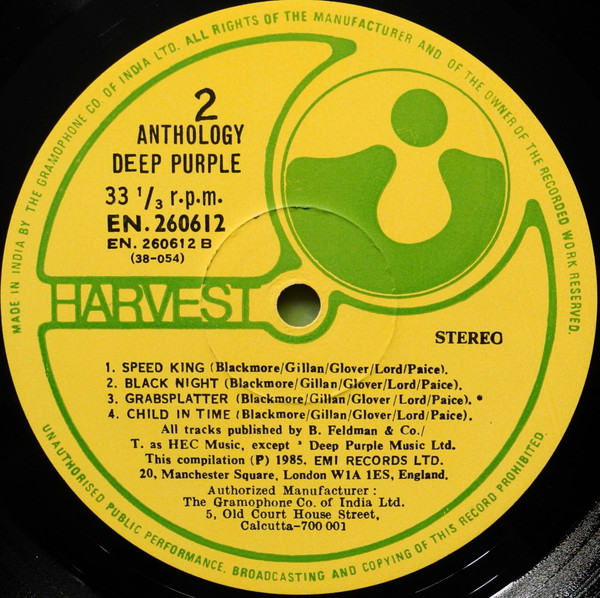 MADE IN INDIA BY THE GRAMOPHONE CO. OF INDIA LTD. ALL RIGHTS OF THE MANUFACTURER AND OF THE OWNER OF THE RECORDED WORK RESERVED.
2
ANTHOLOGY
DEEP PURPLE
33 1/3 r.p.m.
EN. 260612
EN. 260612 B
(38-054)
HARVEST
STEREO
1. SPEED KING (Blackmore/Gillan/Glover/Lord/Paice).
2. BLACK NIGHT (Blackmore/Gillan/Glover/Lord/Paice).
3. GRABSPLATTER (Blackmore/Gillan/Glover/Lord/Paice). *
4. CHILD IN TIME (Blackmore/Gillan/Glover/Lord/Paice).
All tracks published by B. Feldman & Co./
T. as HEC Music, except * Deep Purple Music Ltd.
This compilation (P) 1985. EMI RECORDS LTD.
20, Manchester Square, London W1A 1ES, England.
Authorized Manufacturer :
The Gramophone Co. of India Ltd.
5, Old Court House Street,
Calcutta-700 001
UNAUTHORISED PUBLIC PERFORMANCE, BROADCASTING AND COPYING OF THIS RECORD PROHIBITED.